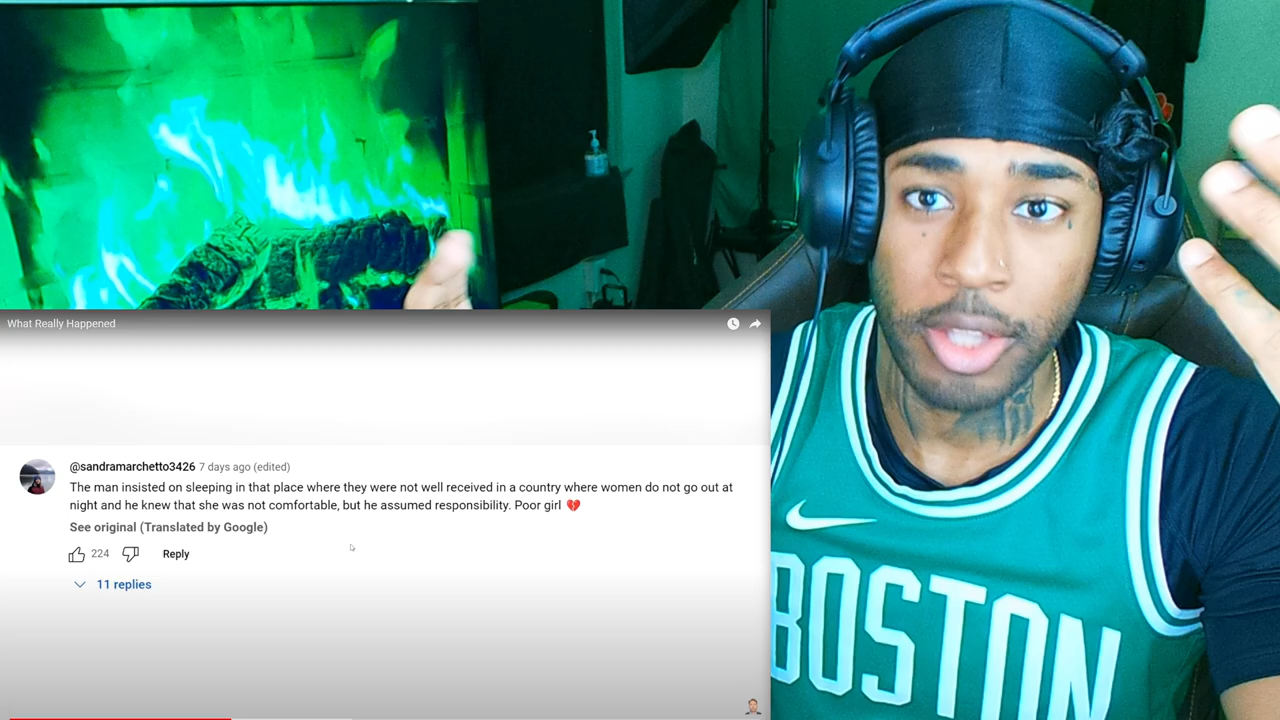 What Really Happened
@sandramarchetto3426 7 days ago (edited)
The man insisted on sleeping in that place where they were not well received in a country where women do not go out at
night and he knew that she was not comfortable, but he assumed responsibility. Poor girl 💔
See original (Translated by Google)
224 Reply
11 replies
BOSTON